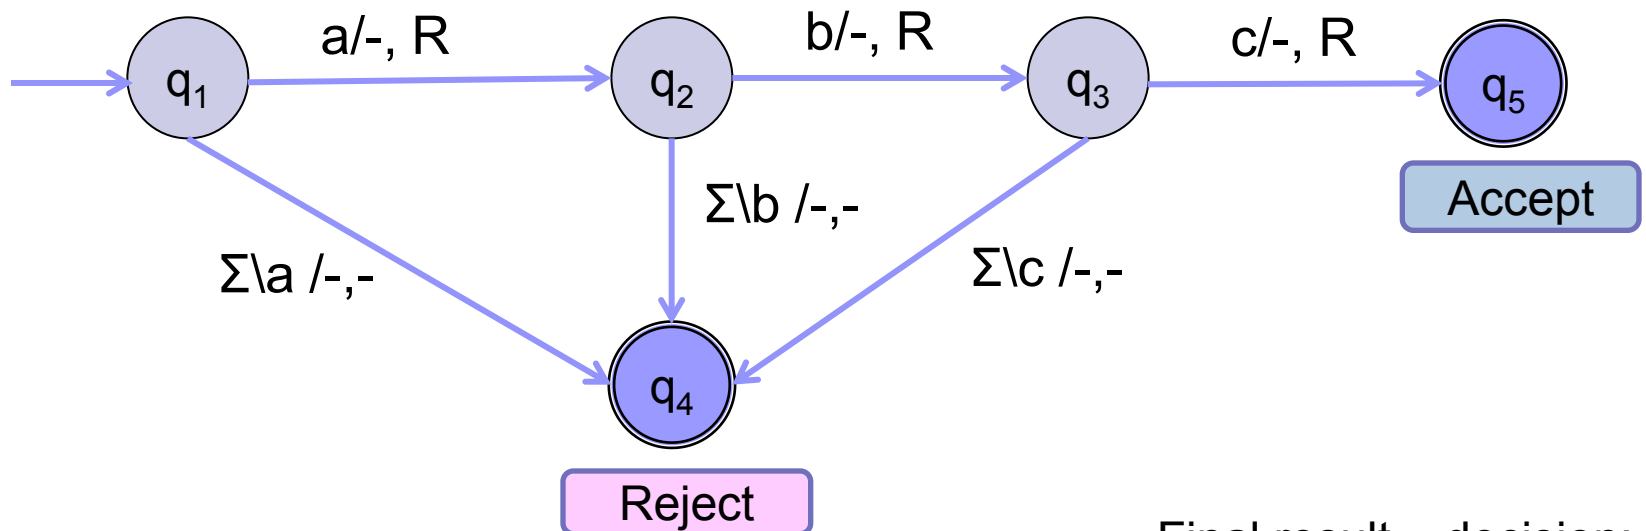 a/-, R
b/-, R
c/-, R
q₁
q₂
q₃
q₅
Accept
Σ\b /-,-
Σ\a /-,-
Σ\c /-,-
q₄
Reject